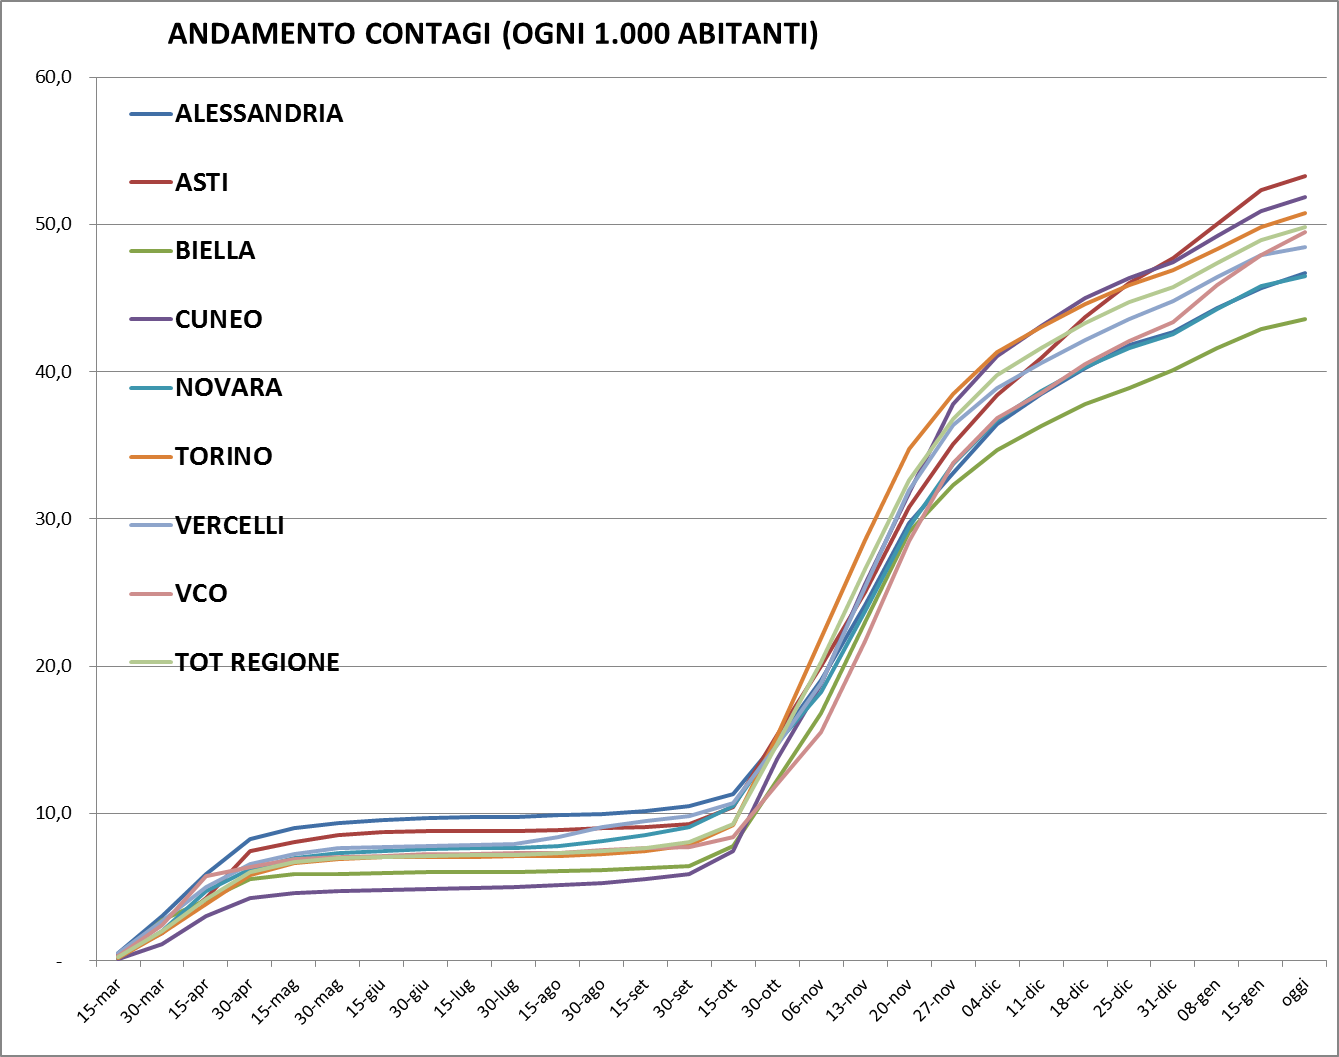 ANDAMENTO CONTAGI (OGNI 1.000 ABITANTI)
60,0
50,0
40,0
30,0
20,0
10,0
-
ALESSANDRIA
ASTI
BIELLA
CUNEO
NOVARA
TORINO
VERCELLI
VCO
TOT REGIONE
15-mar
30-mar
15-apr
30-apr
15-mag
30-mag
15-giu
30-giu
15-lug
30-lug
15-ago
30-ago
15-set
30-set
15-ott
30-ott
06-nov
13-nov
20-nov
27-nov
04-dic
11-dic
18-dic
25-dic
31-dic
08-gen
15-gen
oggi